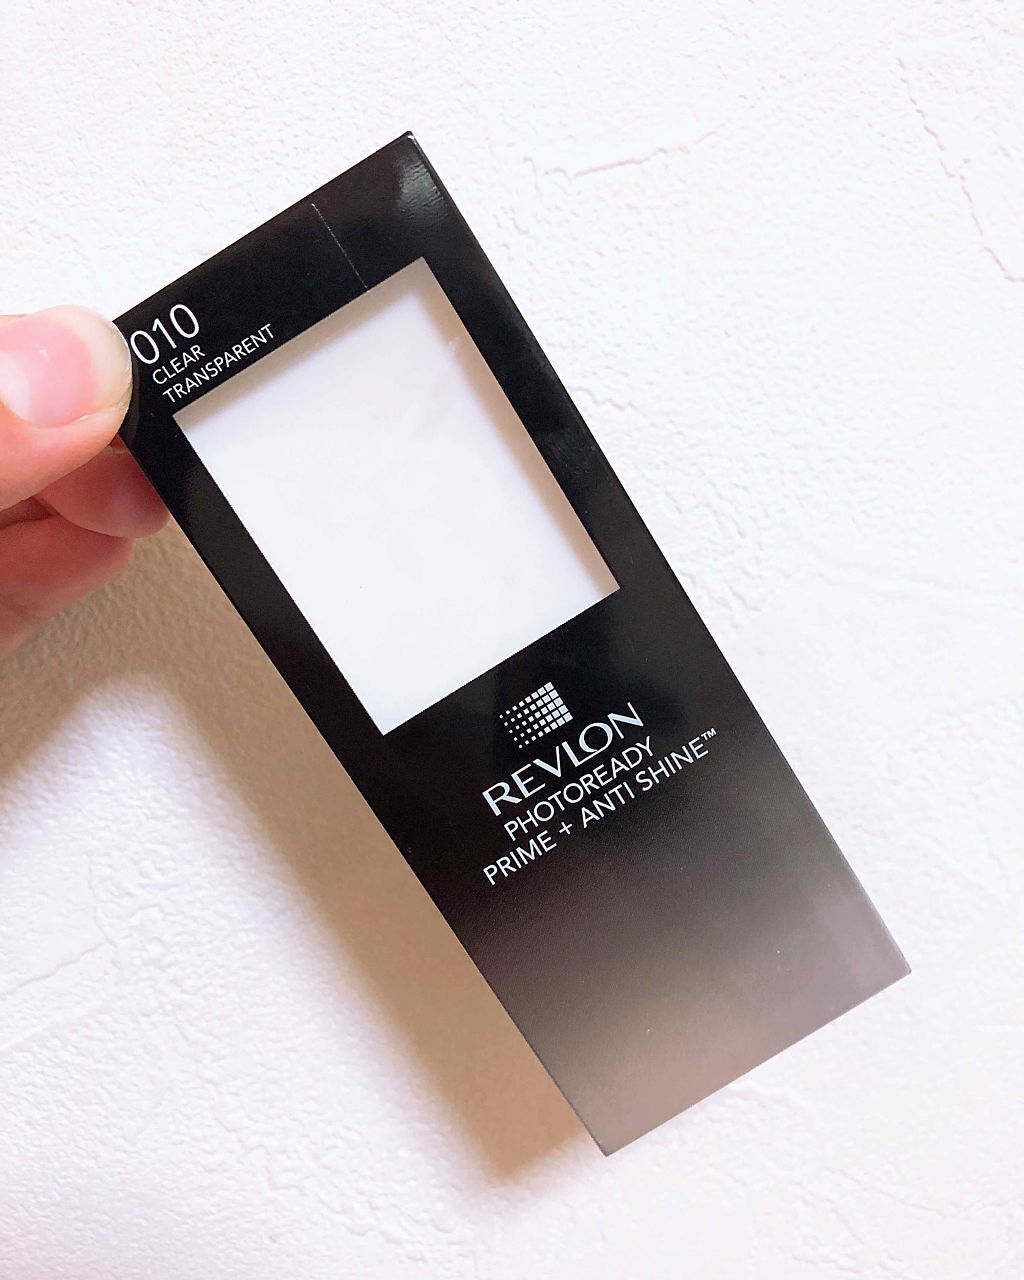 010
CLEAR
TRANSPARENT
REVLON
PHOTOREADY
PRIME + ANTI SHINE™